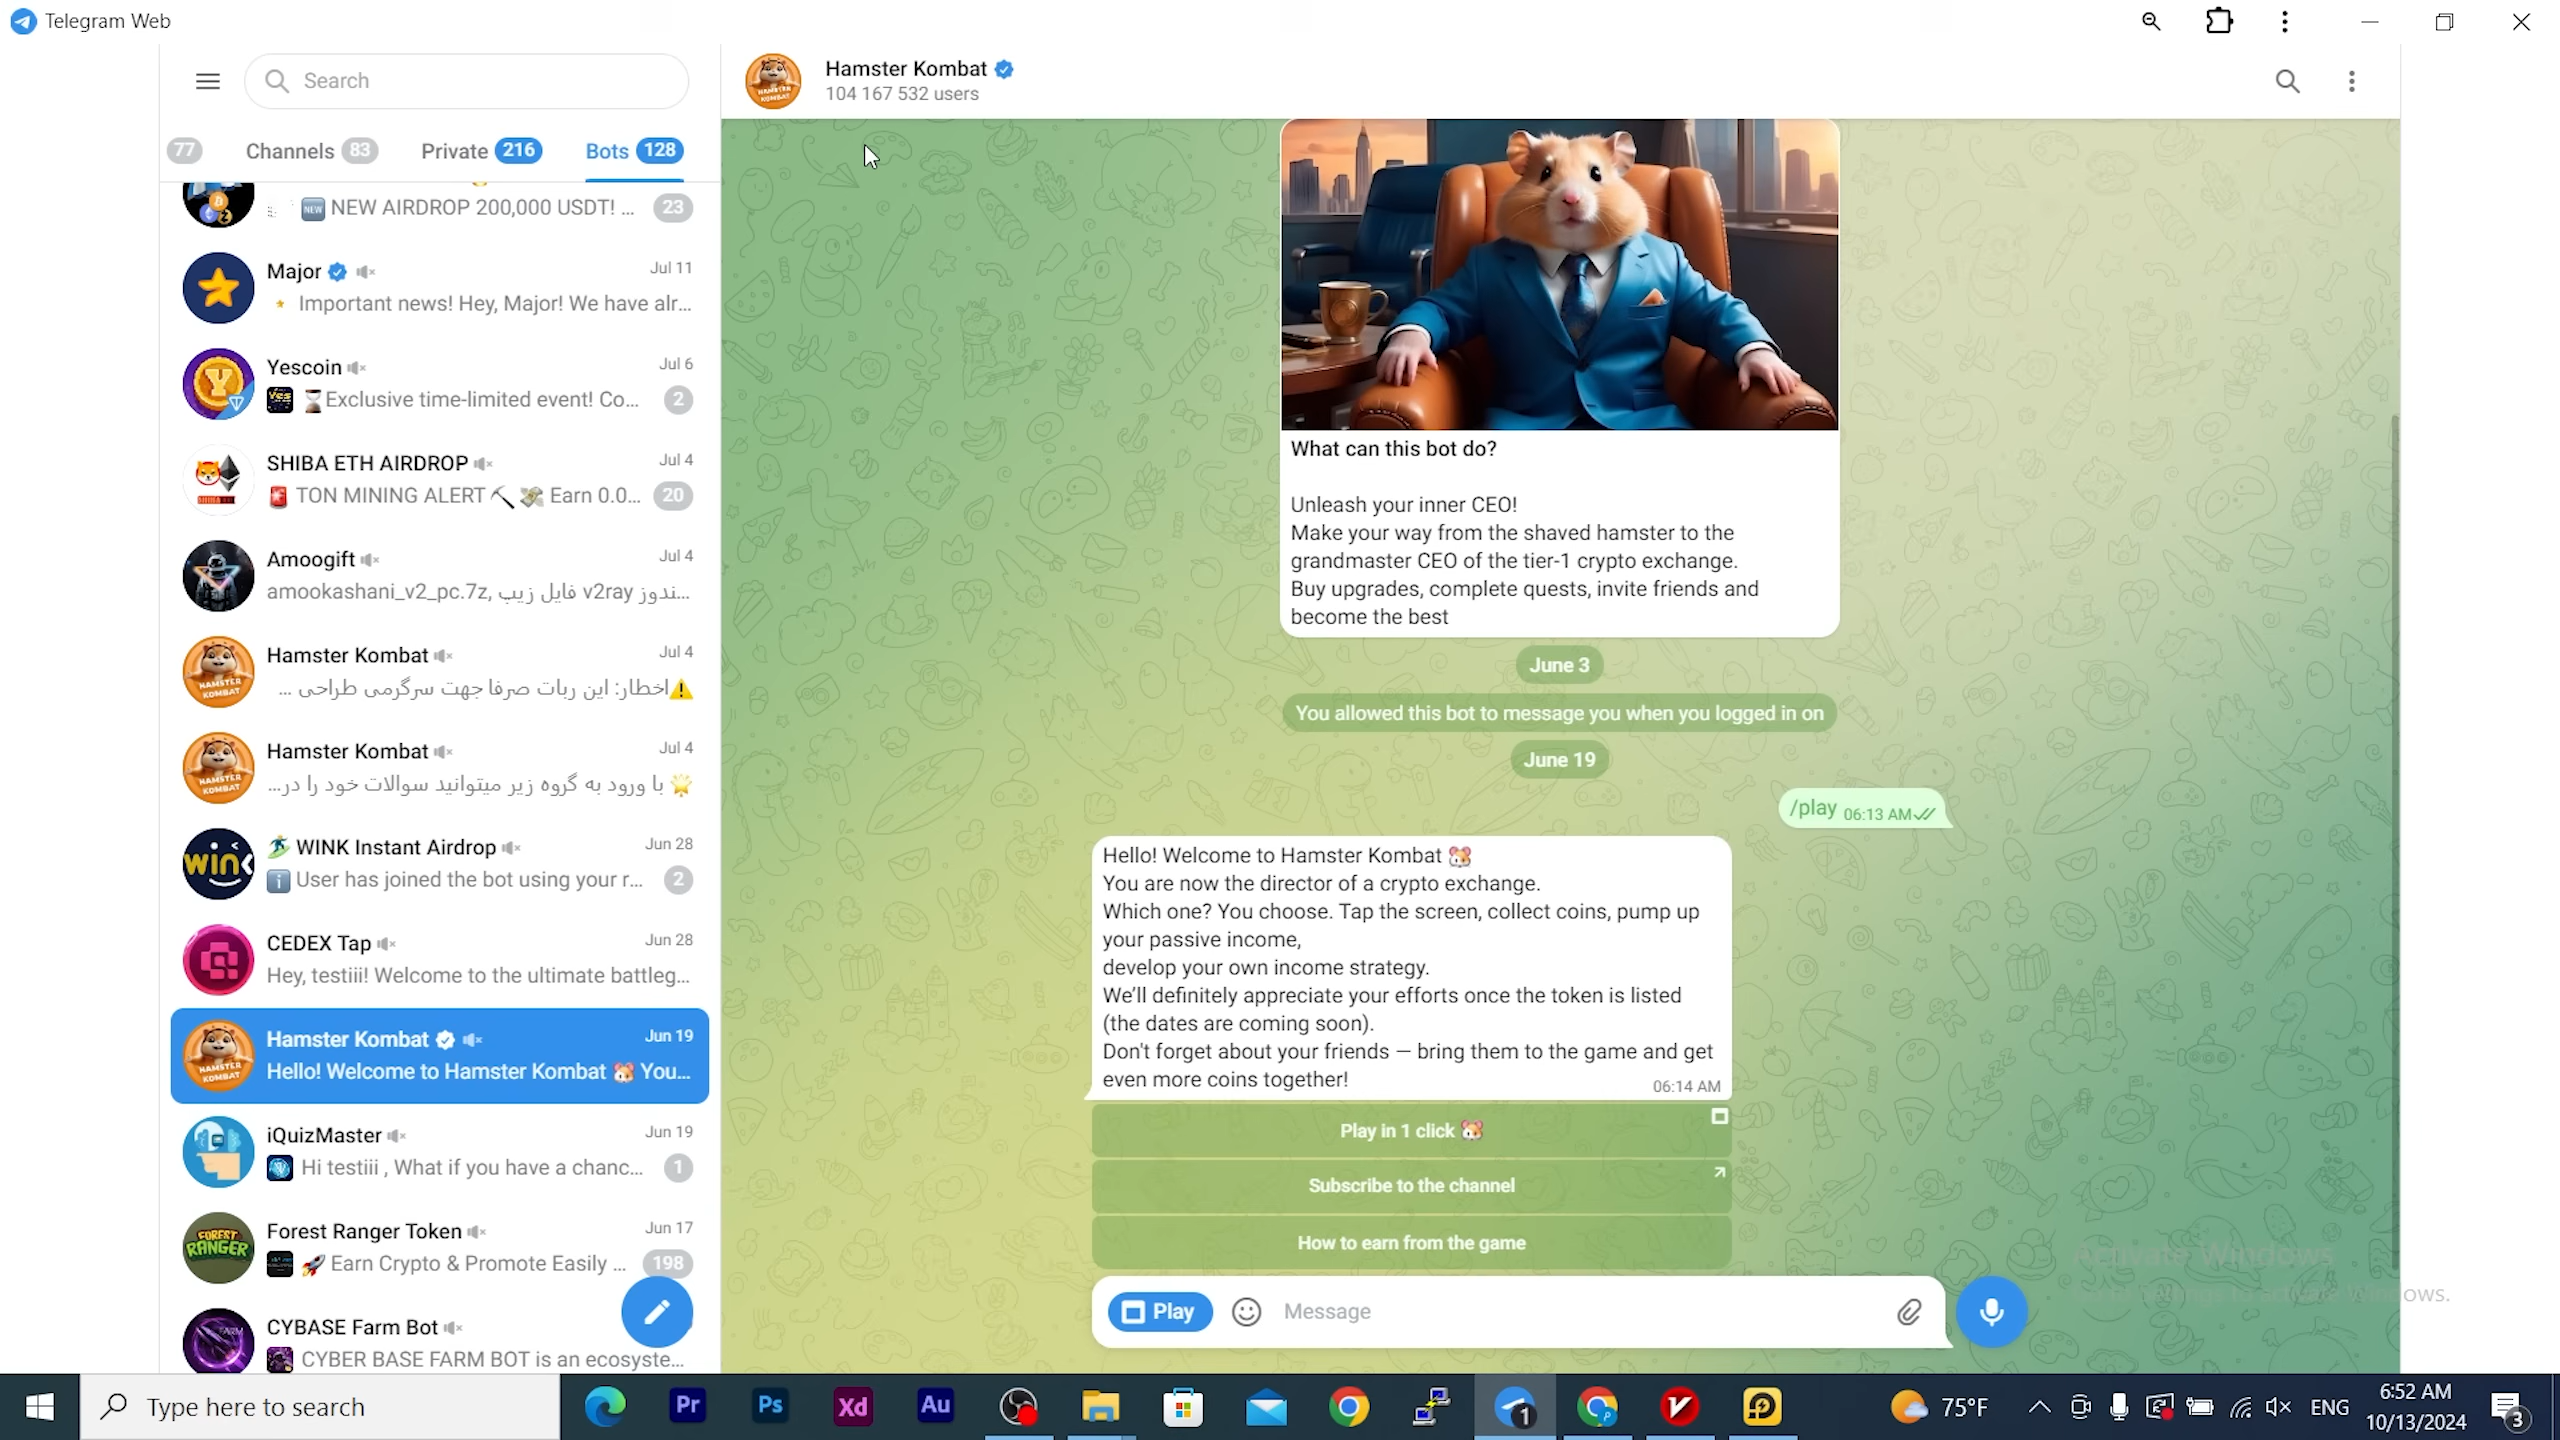 Telegram Web
Search
77
Channels 83
Private 216
Bots 128
NEW NEW AIRDROP 200,000 USDT! ... 23
Major Jul 11
Important news! Hey, Major! We have alr...
Yescoin Jul 6
Yes Exclusive time-limited event! Co... 2
SHIBA ETH AIRDROP Jul 4
TON MINING ALERT Earn 0.0... 20
Amoogift Jul 4
amookashani_v2_pc.7z, فایل زیپ v2ray ندوز...
Hamster Kombat Jul 4
⚠️اخطار: این ربات صرفا جهت سرگرمی طراحی ...
Hamster Kombat Jul 4
🌟 با ورود به گروه زیر میتوانید سوالات خود را در...
WINK Instant Airdrop Jun 28
User has joined the bot using your r... 2
CEDEX Tap Jun 28
Hey, testiii! Welcome to the ultimate battleg...
Hamster Kombat Jun 19
Hello! Welcome to Hamster Kombat 🐹 You...
iQuizMaster Jun 19
Hi testiii , What if you have a chanc... 1
Forest Ranger Token Jun 17
🚀 Earn Crypto & Promote Easily ... 198
CYBASE Farm Bot
CYBER BASE FARM BOT is an ecosyste...
Hamster Kombat
104 167 532 users
What can this bot do?
Unleash your inner CEO!
Make your way from the shaved hamster to the
grandmaster CEO of the tier-1 crypto exchange.
Buy upgrades, complete quests, invite friends and
become the best
June 3
You allowed this bot to message you when you logged in on
June 19
/play 06:13 AM
Hello! Welcome to Hamster Kombat 🐹
You are now the director of a crypto exchange.
Which one? You choose. Tap the screen, collect coins, pump up
your passive income,
develop your own income strategy.
We'll definitely appreciate your efforts once the token is listed
(the dates are coming soon).
Don't forget about your friends — bring them to the game and get
even more coins together!
06:14 AM
Play in 1 click 🐹
Subscribe to the channel
How to earn from the game
Play
Message
Activate Windows
Type here to search
Pr
Ps
Xd
Au
1
75°F
ENG
6:52 AM
10/13/2024
3